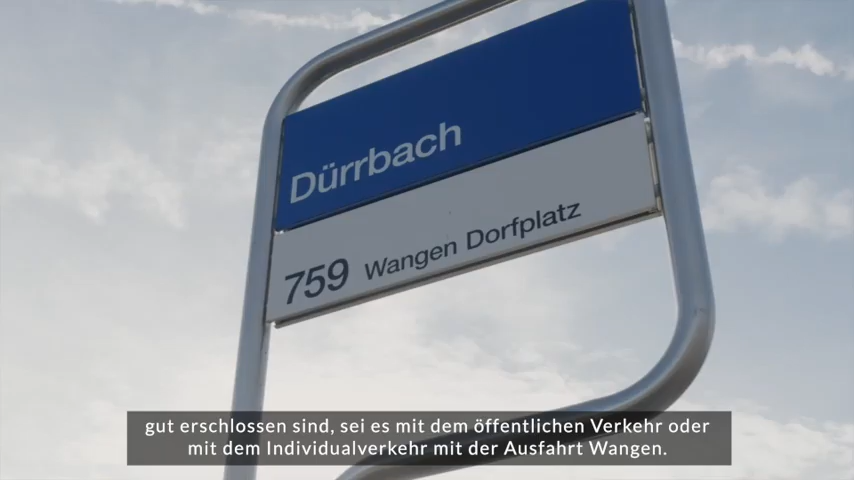 Dürrbach
759 Wangen Dorfplatz
gut erschlossen sind, sei es mit dem öffentlichen Verkehr oder
mit dem Individualverkehr mit der Ausfahrt Wangen.